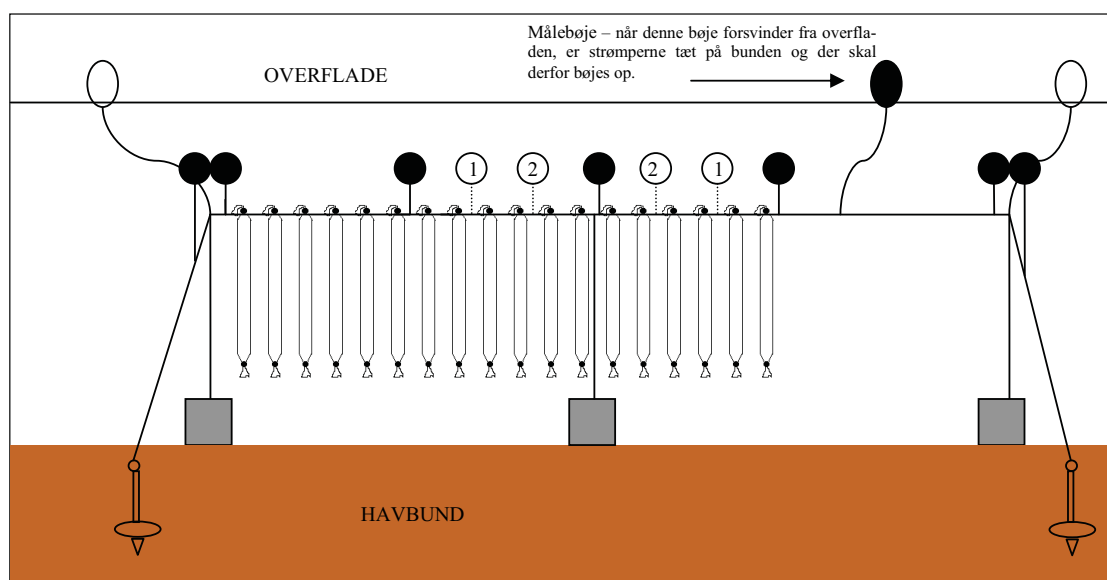 Målebøje – når denne bøje forsvinder fra overfla-
den, er strømperne tæt på bunden og der skal
derfor bøjes op.
OVERFLADE
1 2 2 1
HAVBUND